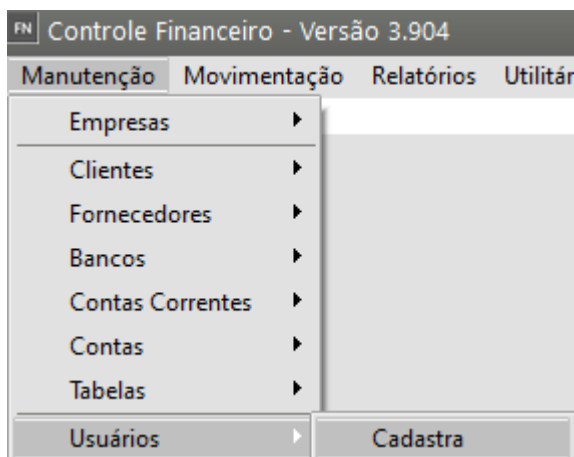 FN Controle Financeiro - Versão 3.904
Manutenção Movimentação Relatórios
Empresas
Clientes
Fornecedores
Bancos
Contas Correntes
Contas
Tabelas
Usuários Cadastra